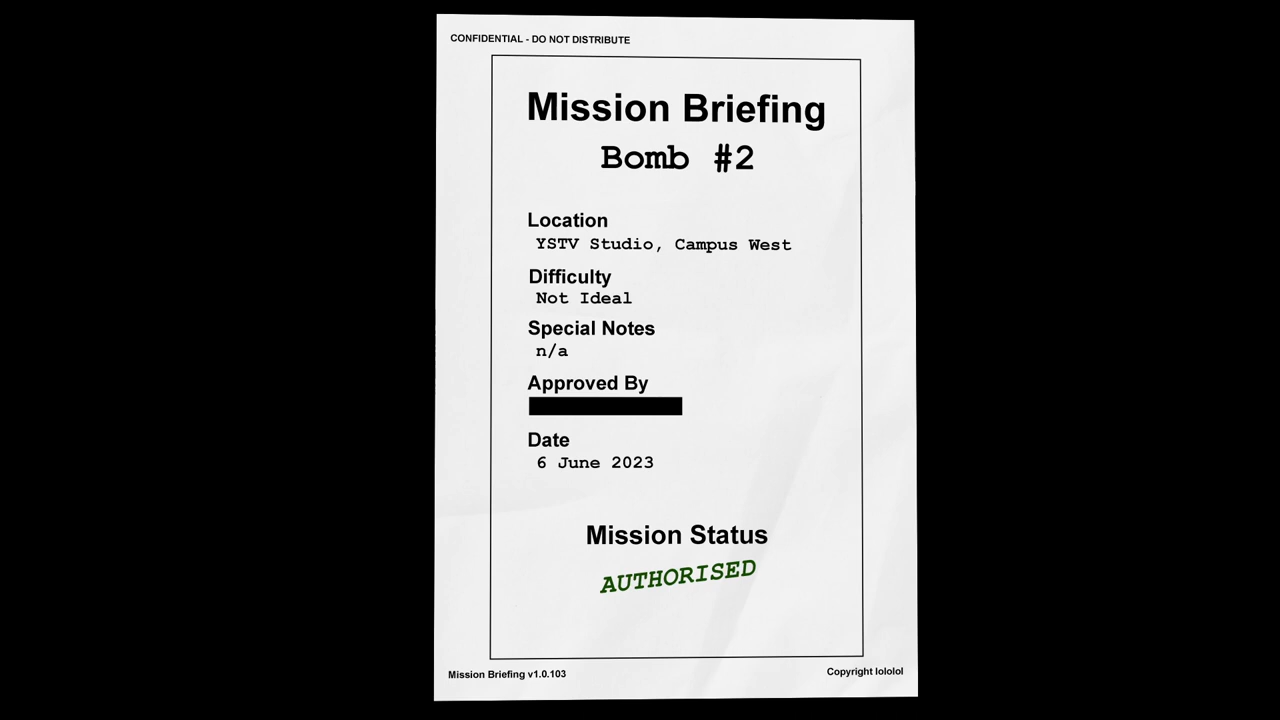 CONFIDENTIAL - DO NOT DISTRIBUTE
Mission Briefing
Bomb #2
Location
YSTV Studio, Campus West
Difficulty
Not Ideal
Special Notes
n/a
Approved By
Date
6 June 2023
Mission Status
AUTHORISED
Mission Briefing v1.0.103
Copyright lololol